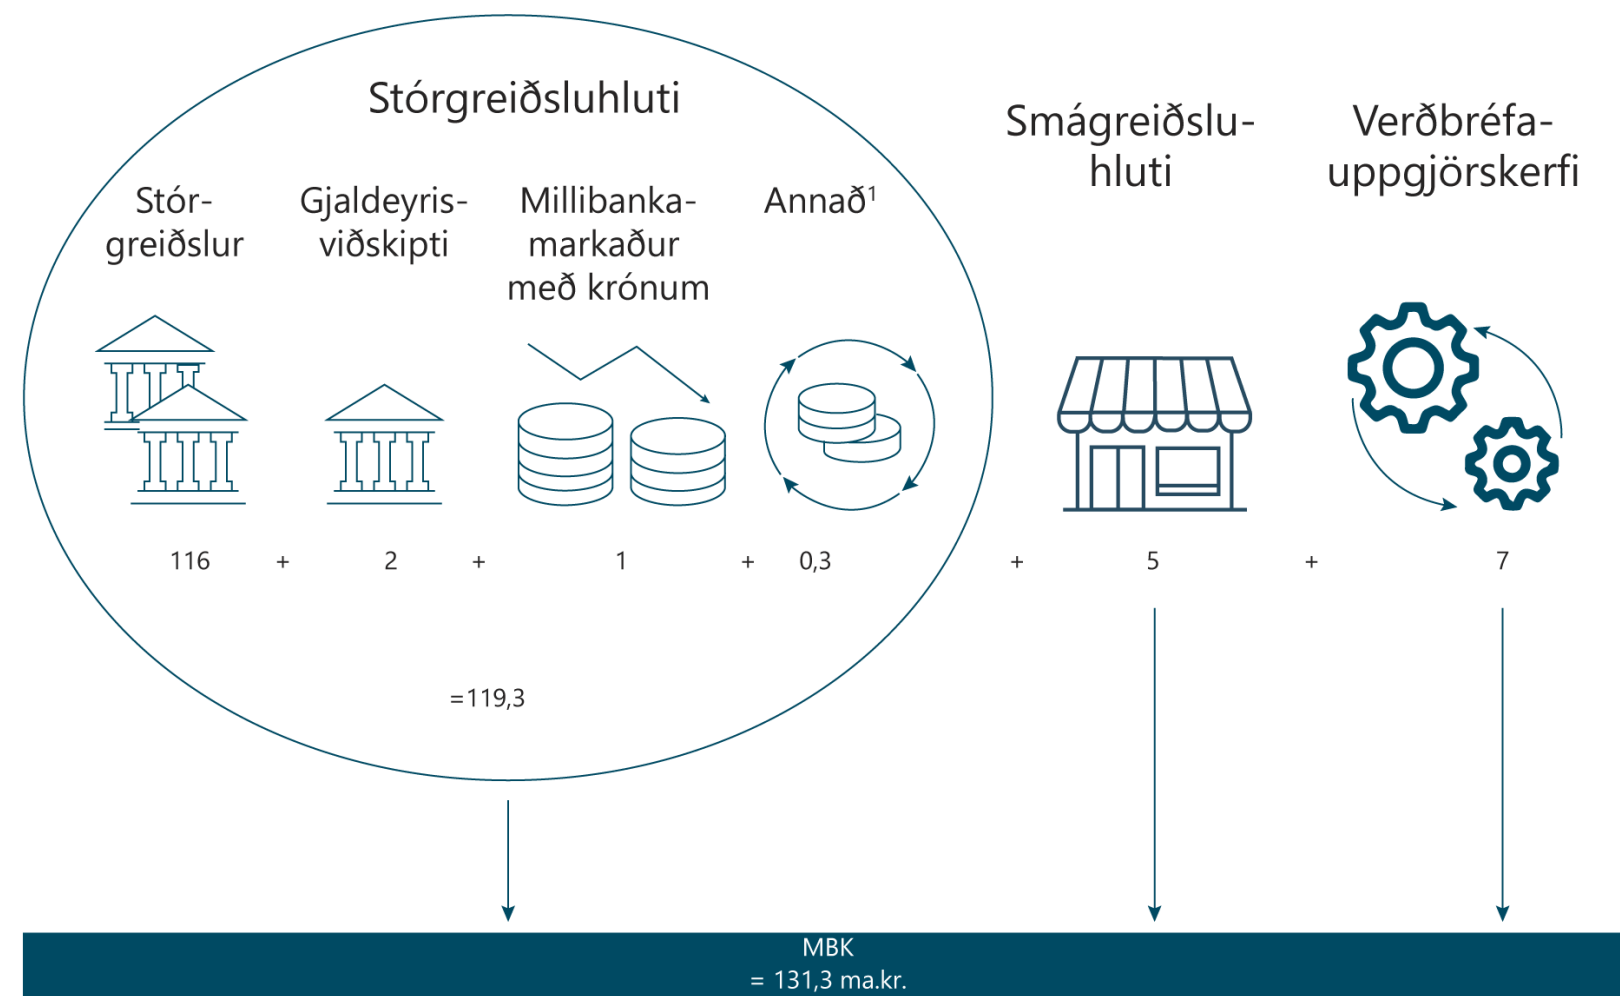 Stórgreiðsluhluti
Smágreiðslu-
hluti
Verðbréfa-
uppgjörskerfi
Stór-
greiðslur
Gjaldeyris-
viðskipti
Millibanka-
markaður
með krónum
Annað¹
116 + 2 + 1 + 0,3 + 5 + 7
=119,3
MBK
= 131,3 ma.kr.